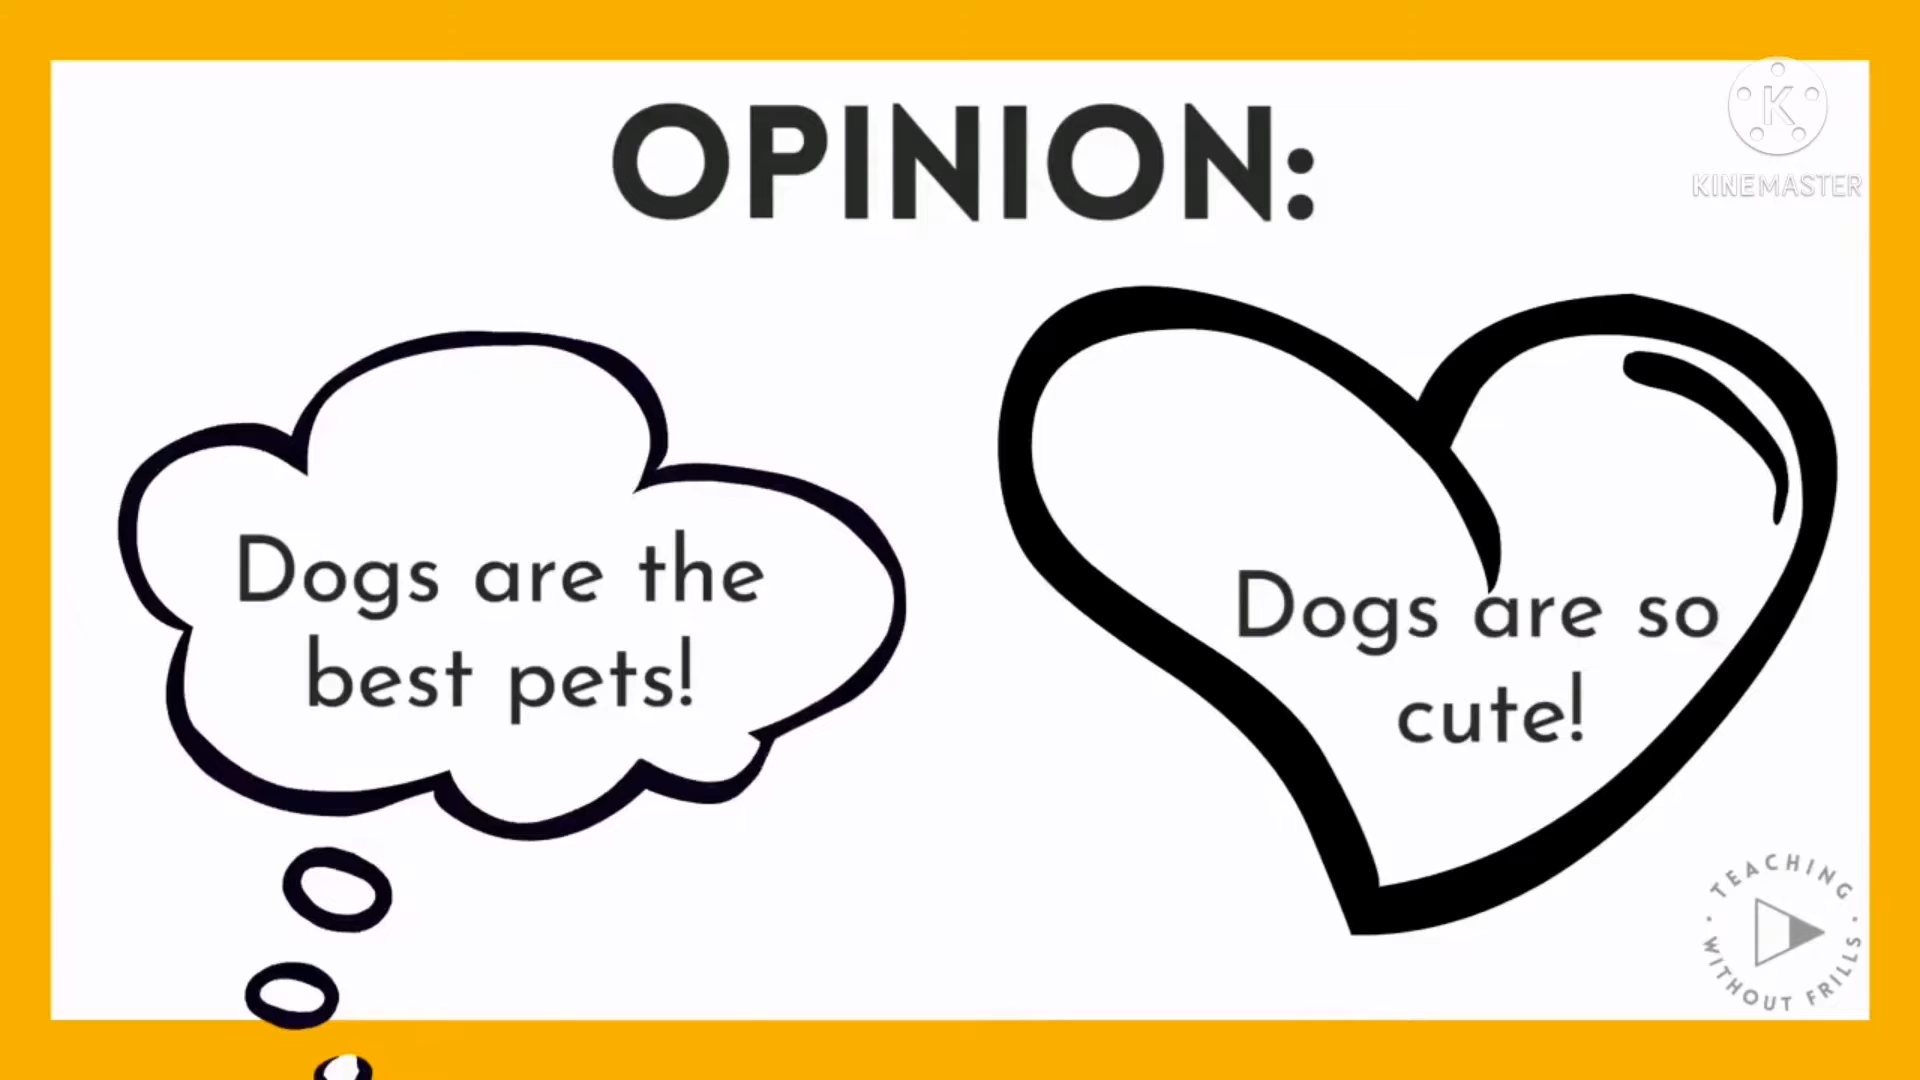 OPINION:
KINEMASTER
Dogs are the
best pets!
Dogs are so
cute!
TEACHING
WITHOUT FRILLS